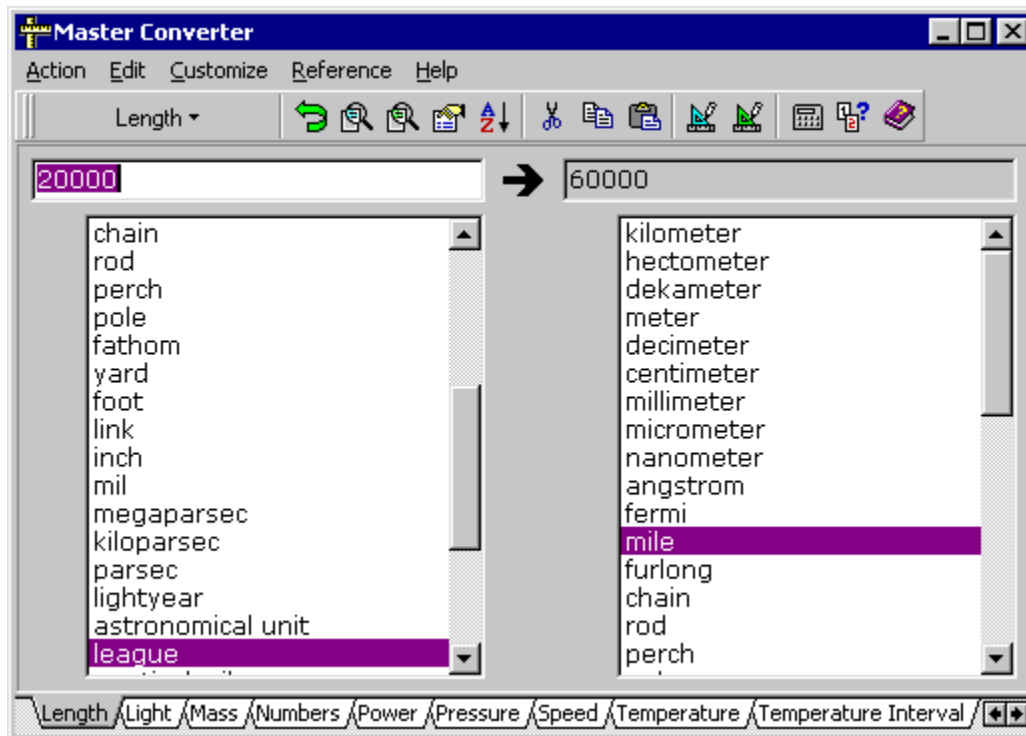 Master Converter
Action Edit Customize Reference Help
Length
20000
60000
chain
rod
perch
pole
fathom
yard
foot
link
inch
mil
megaparsec
kiloparsec
parsec
lightyear
astronomical unit
league
kilometer
hectometer
dekameter
meter
decimeter
centimeter
millimeter
micrometer
nanometer
angstrom
fermi
mile
furlong
chain
rod
perch
Length Light Mass Numbers Power Pressure Speed Temperature Temperature Interval